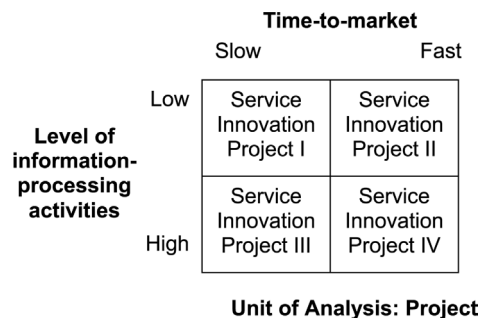 Time-to-market
Slow Fast
Low
High
Level of
information-
processing
activities
Service
Innovation
Project I
Service
Innovation
Project II
Service
Innovation
Project III
Service
Innovation
Project IV
Unit of Analysis: Project